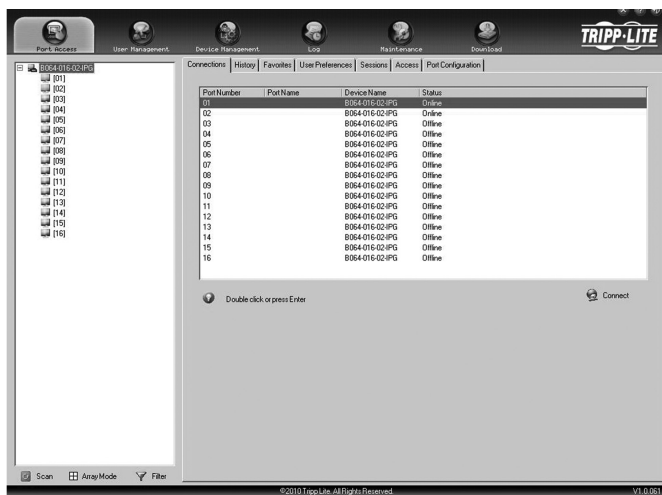 Port Access
User Management
Device Management
Log
Maintenance
Download
TRIPP·LITE
B064-016-02-IPG
[01]
[02]
[03]
[04]
[05]
[06]
[07]
[08]
[09]
[10]
[11]
[12]
[13]
[14]
[15]
[16]
Scan
Array Mode
Filter
Connections History Favorites User Preferences Sessions Access Port Configuration
Port Number Port Name Device Name Status
01 B064-016-02-IPG Online
02 B064-016-02-IPG Online
03 B064-016-02-IPG Offline
04 B064-016-02-IPG Offline
05 B064-016-02-IPG Offline
06 B064-016-02-IPG Offline
07 B064-016-02-IPG Offline
08 B064-016-02-IPG Offline
09 B064-016-02-IPG Offline
10 B064-016-02-IPG Offline
11 B064-016-02-IPG Offline
12 B064-016-02-IPG Offline
13 B064-016-02-IPG Offline
14 B064-016-02-IPG Offline
15 B064-016-02-IPG Offline
16 B064-016-02-IPG Offline
Double click or press Enter
Connect
©2010 Tripp Lite. All Rights Reserved.
V1.0.061